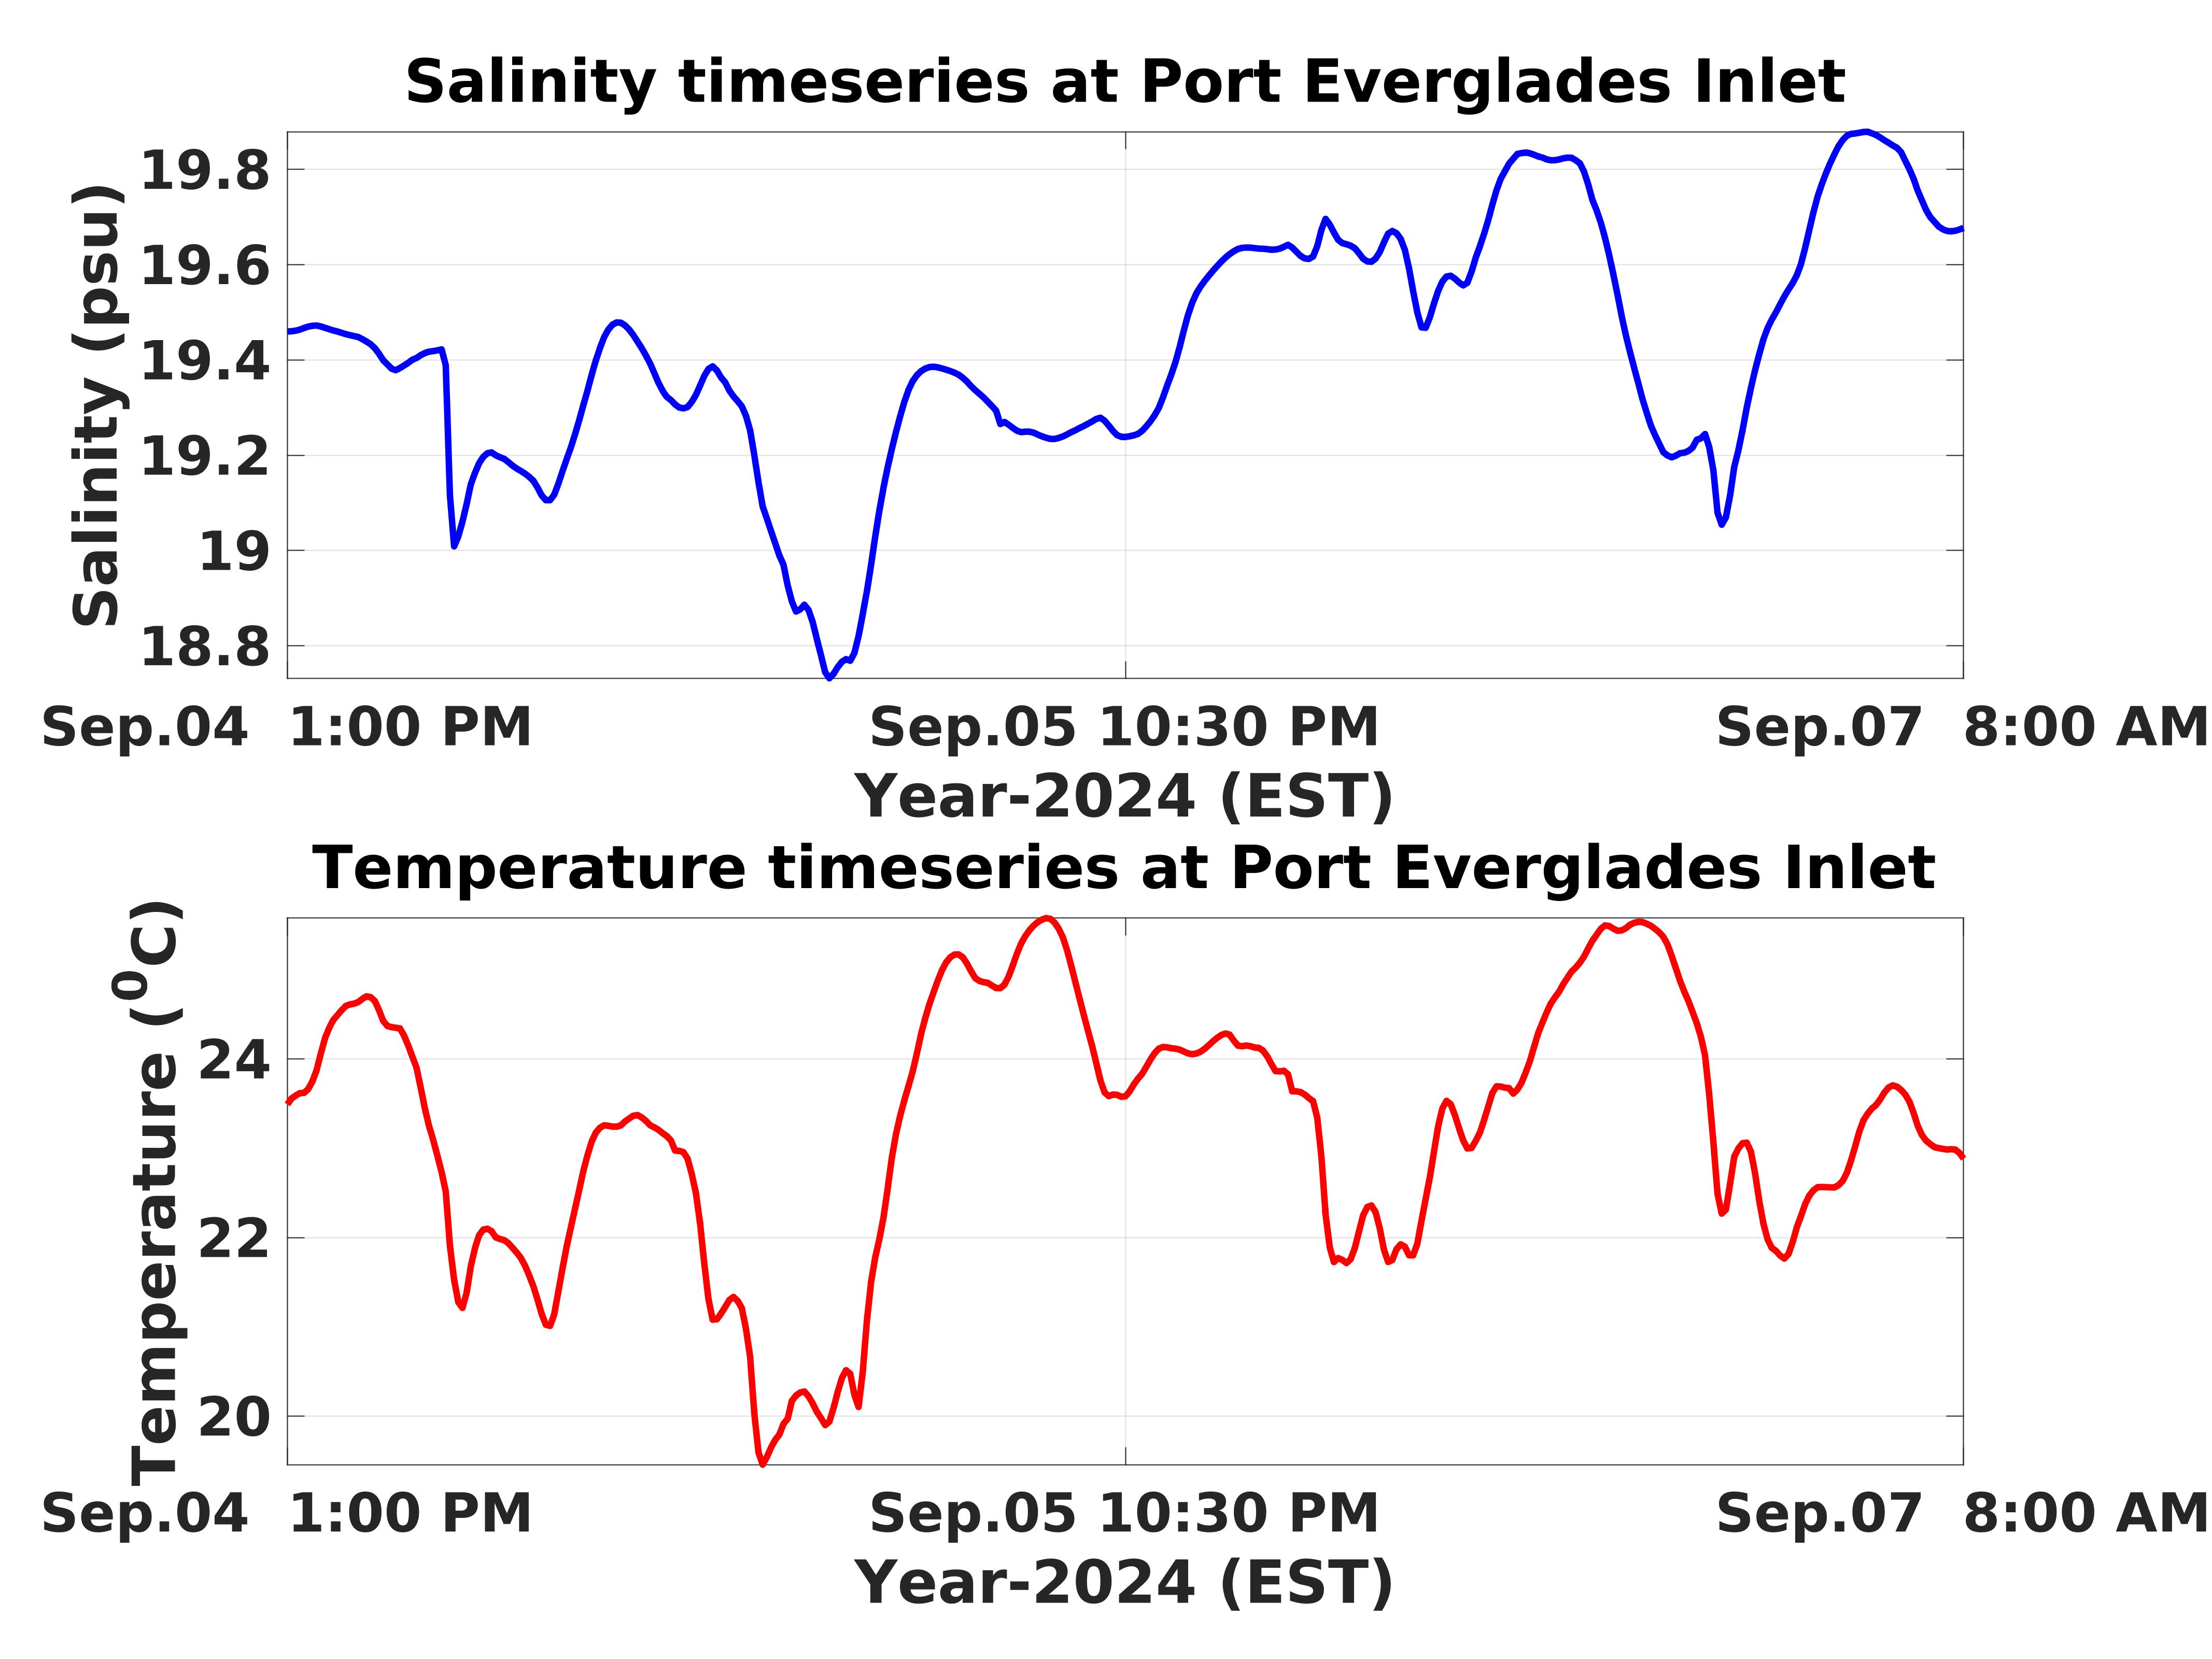 Salinity timeseries at Port Everglades Inlet
Salinity (psu)
19.8
19.6
19.4
19.2
19
18.8
Sep.04 1:00 PM Sep.05 10:30 PM Sep.07 8:00 AM
Year-2024 (EST)
Temperature timeseries at Port Everglades Inlet
Temperature (⁰C)
24
22
20
Sep.04 1:00 PM Sep.05 10:30 PM Sep.07 8:00 AM
Year-2024 (EST)